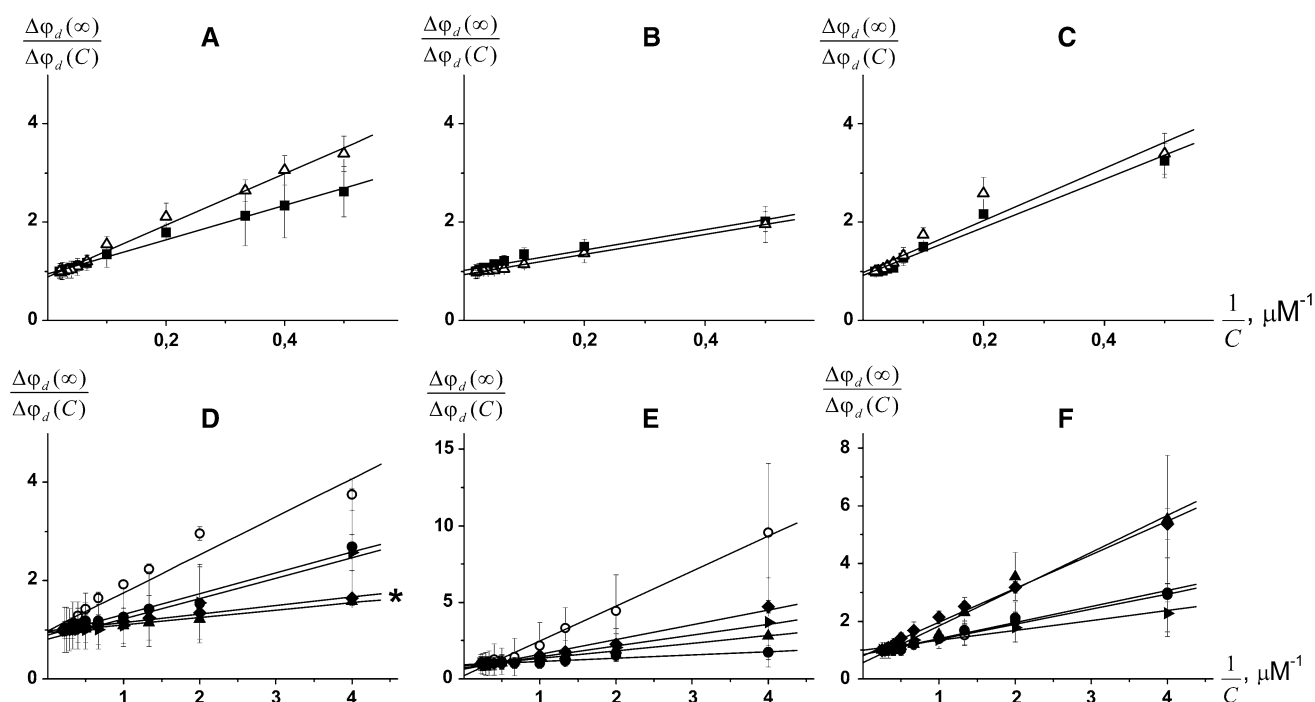 A B C
Δφd(∞) Δφd(∞) Δφd(∞)
Δφd(C) Δφd(C) Δφd(C)
4 4 4
2 2 2
0 0 0
0,2 0,4 0,2 0,4 0,2 0,4
1/C, μM-1
D E F
Δφd(∞) Δφd(∞) Δφd(∞)
Δφd(C) Δφd(C) Δφd(C)
15 8
4 10 6
4
2 * 5 2
0 0 0
1 2 3 4 1 2 3 4 1 2 3 4
1/C, μM-1